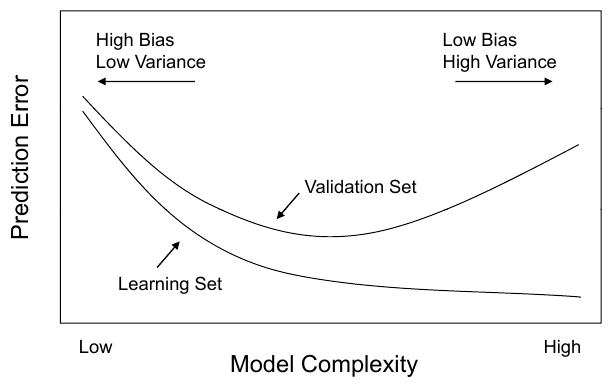 High Bias
Low Variance
Low Bias
High Variance
Prediction Error
Validation Set
Learning Set
Low
High
Model Complexity